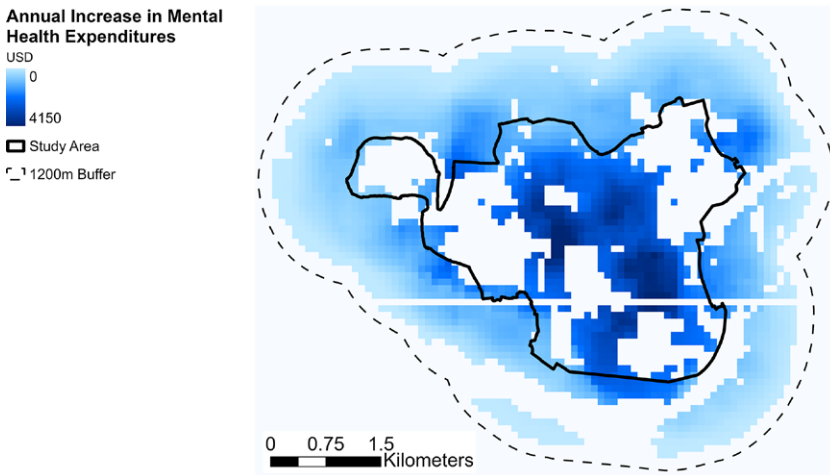 Annual Increase in Mental
Health Expenditures
USD
0
4150
Study Area
1200m Buffer
0 0.75 1.5
Kilometers